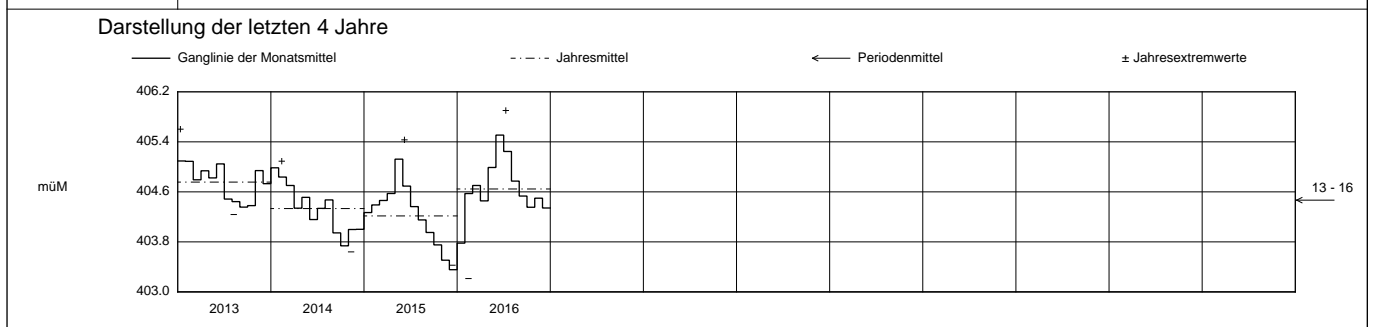 Darstellung der letzten 4 Jahre
Ganglinie der Monatsmittel Jahresmittel Periodenmittel ± Jahresextremwerte
406.2
405.4
müM
404.6
13 - 16
403.8
403.0
2013 2014 2015 2016